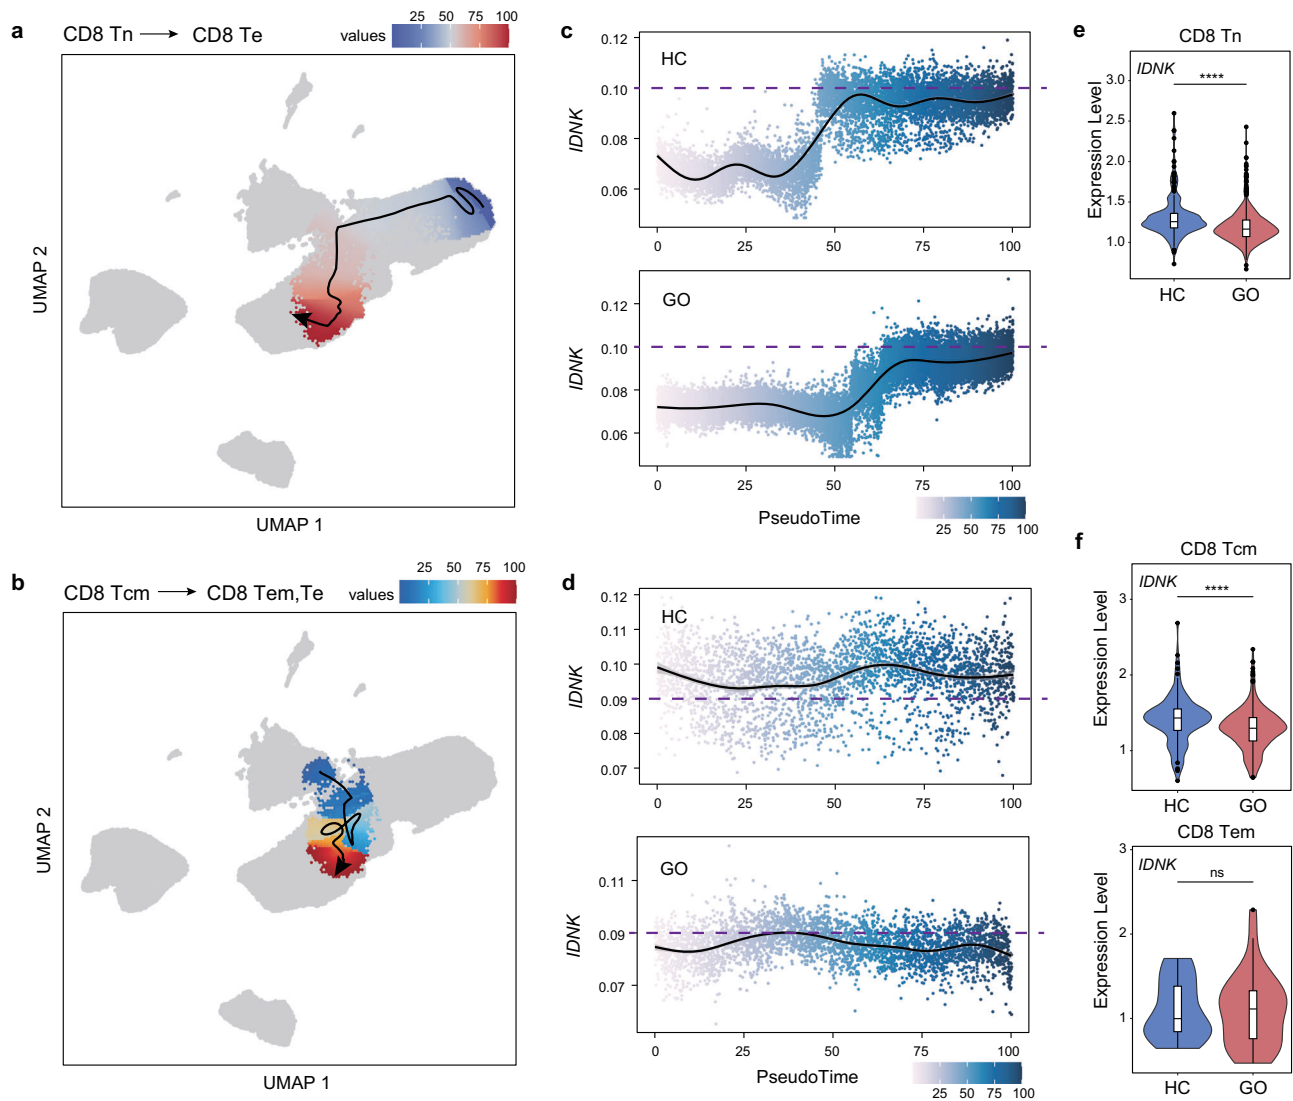 a
CD8 Tn → CD8 Te
values
25 50 75 100
UMAP 2
UMAP 1
b
CD8 Tcm → CD8 Tem,Te
values
25 50 75 100
UMAP 2
UMAP 1
c
HC
IDNK
0.12
0.10
0.08
0.06
0 25 50 75 100
GO
IDNK
0.12
0.10
0.08
0.06
0 25 50 75 100
PseudoTime
25 50 75 100
d
HC
IDNK
0.12
0.11
0.10
0.09
0.08
0.07
0 25 50 75 100
GO
IDNK
0.11
0.09
0.07
0 25 50 75 100
PseudoTime
25 50 75 100
e
CD8 Tn
IDNK
****
Expression Level
3.0
2.5
2.0
1.5
1.0
HC GO
f
CD8 Tcm
IDNK
****
Expression Level
3
2
1
HC GO
CD8 Tem
IDNK
ns
Expression Level
3
2
1
HC GO